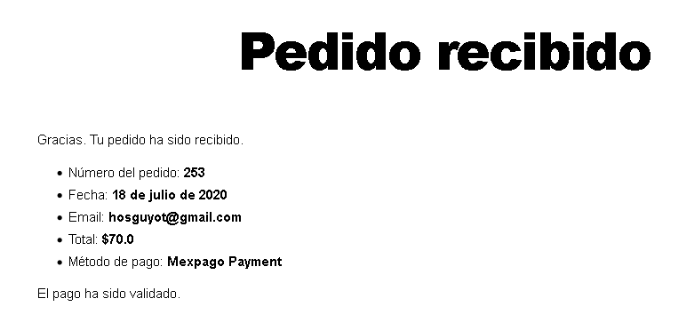 Pedido recibido
Gracias. Tu pedido ha sido recibido.
• Número del pedido: 253
• Fecha: 18 de julio de 2020
• Email: hosguyot@gmail.com
• Total: $70.0
• Método de pago: Mexpago Payment
El pago ha sido validado.